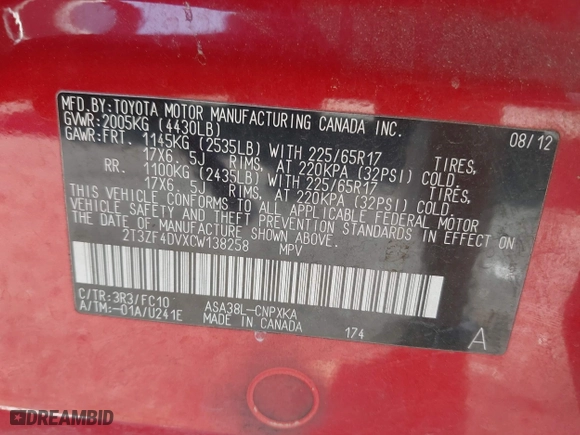 MFD.BY:TOYOTA MOTOR MANUFACTURING CANADA INC.
GVWR:2005KG (4430LB) 08/12
GAWR:FRT. 1145KG (2535LB) WITH 225/65R17 TIRES,
17X6. 5J RIMS, AT 220KPA (32PSI) COLD.
RR. 1100KG (2435LB) WITH 225/65R17 TIRES,
17X6. 5J RIMS, AT 220KPA (32PSI) COLD.
THIS VEHICLE CONFORMS TO ALL APPLICABLE FEDERAL MOTOR
VEHICLE SAFETY AND THEFT PREVENTION STANDARDS IN EFFECT ON
THE DATE OF MANUFACTURE SHOWN ABOVE.
2T3ZF4DVXCW138258 MPV
C/TR:3R3/FC10 ASA38L-CNPXKA
A/TM:-01A/U241E MADE IN CANADA 174 A
DREAMBID